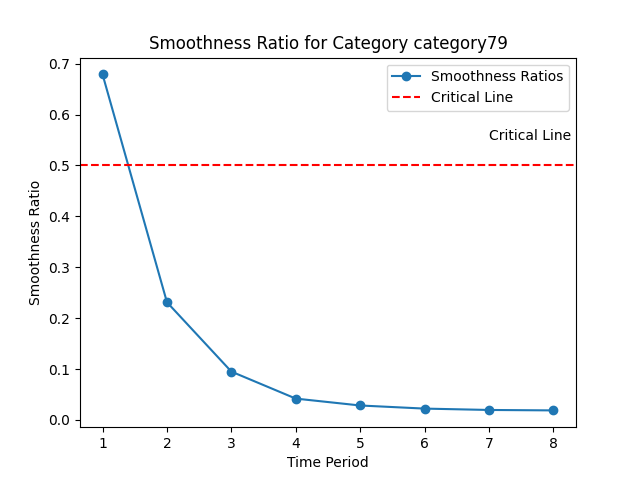 Smoothness Ratio for Category category79
Smoothness Ratios
Critical Line
Critical Line
Smoothness Ratio
0.7
0.6
0.5
0.4
0.3
0.2
0.1
0.0
1 2 3 4 5 6 7 8
Time Period